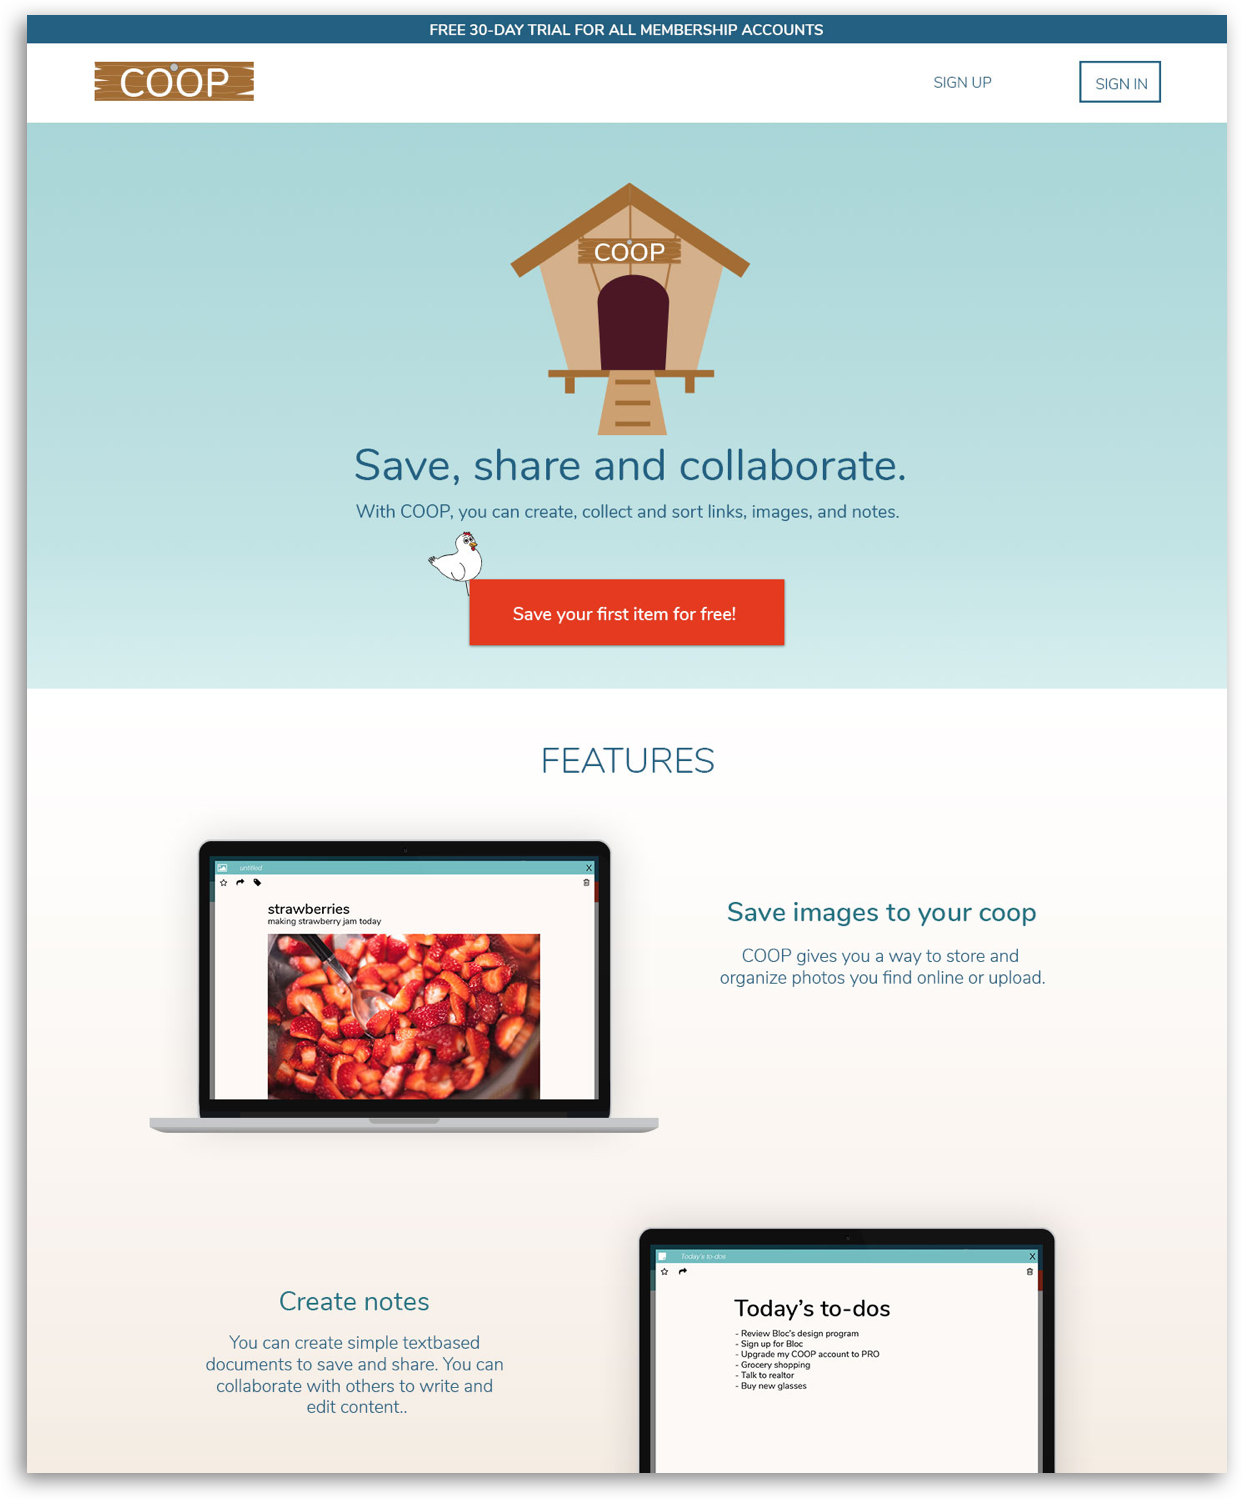 FREE 30-DAY TRIAL FOR ALL MEMBERSHIP ACCOUNTS
COOP
SIGN UP
SIGN IN
COOP
Save, share and collaborate.
With COOP, you can create, collect and sort links, images, and notes.
Save your first item for free!
FEATURES
untitled
X
strawberries
making strawberry jam today
Save images to your coop
COOP gives you a way to store and
organize photos you find online or upload.
Create notes
You can create simple textbased
documents to save and share. You can
collaborate with others to write and
edit content..
Today's to-dos
X
Today's to-dos
- Review Bloc's design program
- Sign up for Bloc
- Upgrade my COOP account to PRO
- Grocery shopping
- Talk to realtor
- Buy new glasses